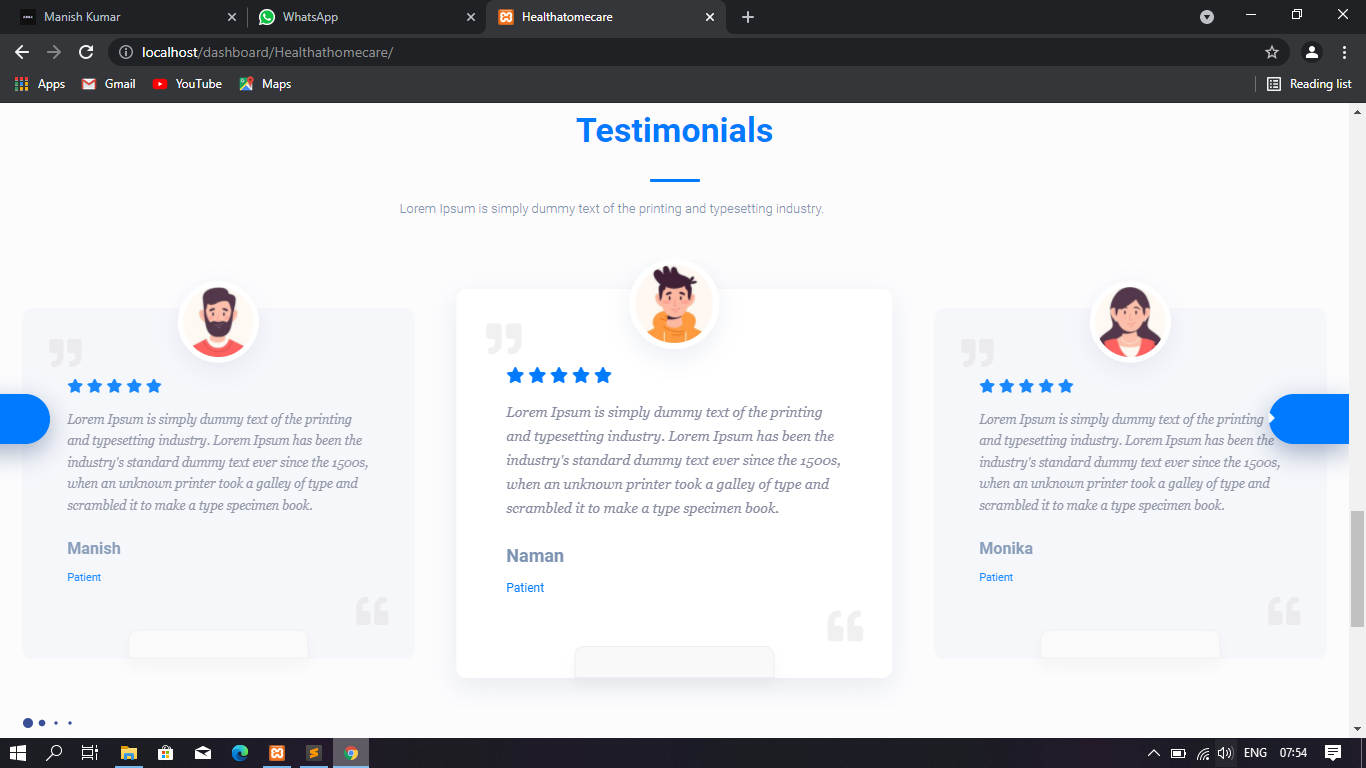 Manish Kumar
WhatsApp
Healthatomecare
localhost/dashboard/Healthathomecare/
Apps
Gmail
YouTube
Maps
Reading list
Testimonials
Lorem Ipsum is simply dummy text of the printing and typesetting industry.
Lorem Ipsum is simply dummy text of the printing
and typesetting industry. Lorem Ipsum has been the
industry's standard dummy text ever since the 1500s,
when an unknown printer took a galley of type and
scrambled it to make a type specimen book.
Manish
Patient
Lorem Ipsum is simply dummy text of the printing
and typesetting industry. Lorem Ipsum has been the
industry's standard dummy text ever since the 1500s,
when an unknown printer took a galley of type and
scrambled it to make a type specimen book.
Naman
Patient
Lorem Ipsum is simply dummy text of the printing
and typesetting industry. Lorem Ipsum has been the
industry's standard dummy text ever since the 1500s,
when an unknown printer took a galley of type and
scrambled it to make a type specimen book.
Monika
Patient
ENG
07:54